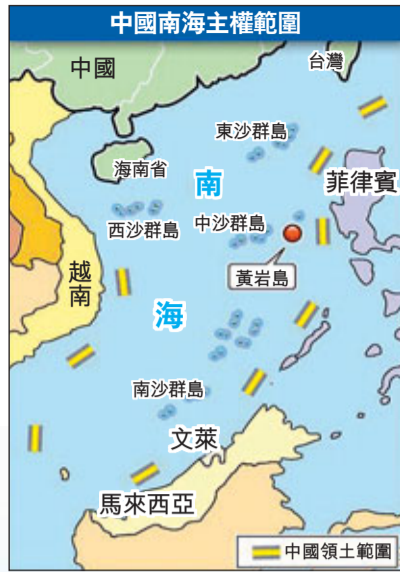 中國南海主權範圍
中國
台灣
東沙群島
海南省
南
菲律賓
西沙群島
中沙群島
黃岩島
越南
海
南沙群島
文萊
馬來西亞
中國領土範圍